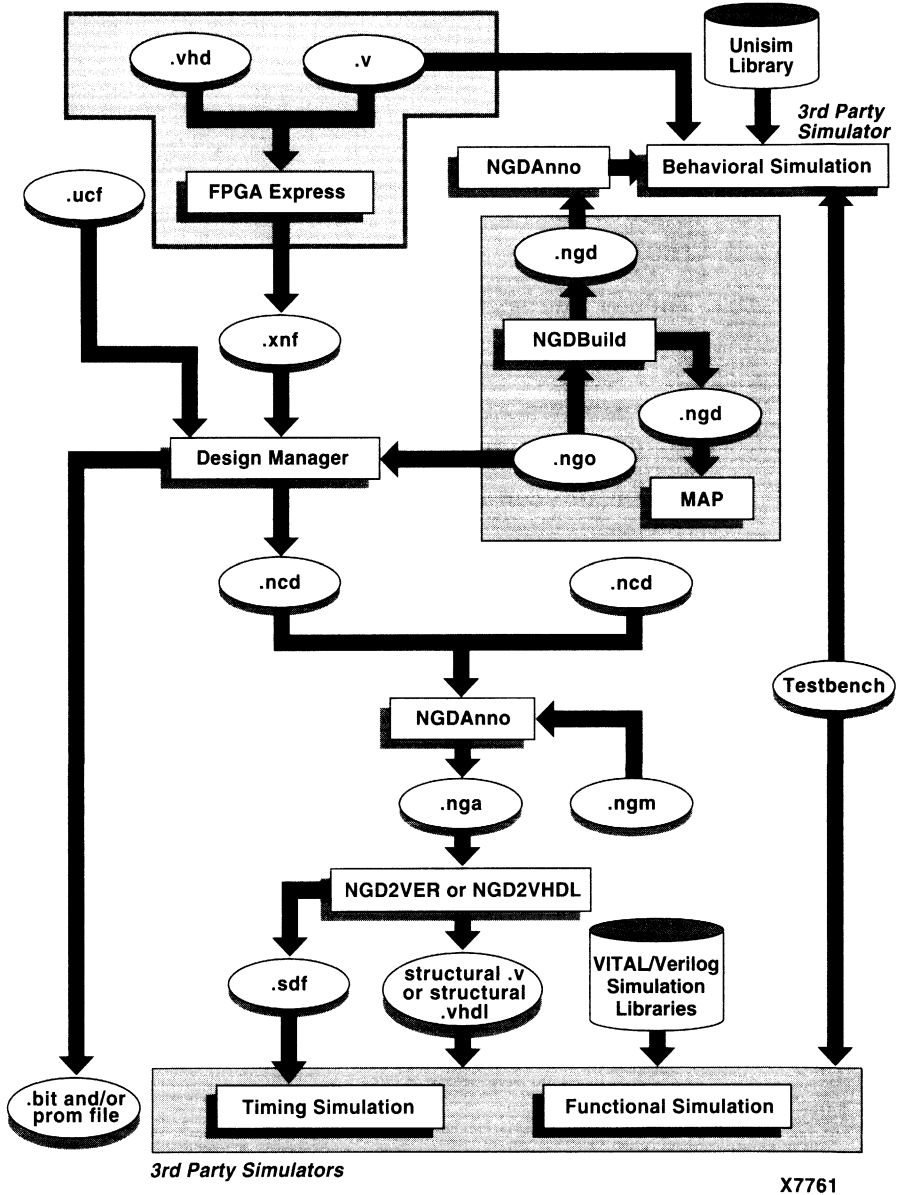 .vhd
.v
Unisim
Library
3rd Party
Simulator
NGDAnno
Behavioral Simulation
.ucf
FPGA Express
.ngd
.xnf
NGDBuild
.ngd
Design Manager
.ngo
MAP
.ncd
.ncd
Testbench
NGDAnno
.nga
.ngm
NGD2VER or NGD2VHDL
.sdf
structural .v
or structural
.vhdl
VITAL/Verilog
Simulation
Libraries
.bit and/or
prom file
Timing Simulation
Functional Simulation
3rd Party Simulators
X7761